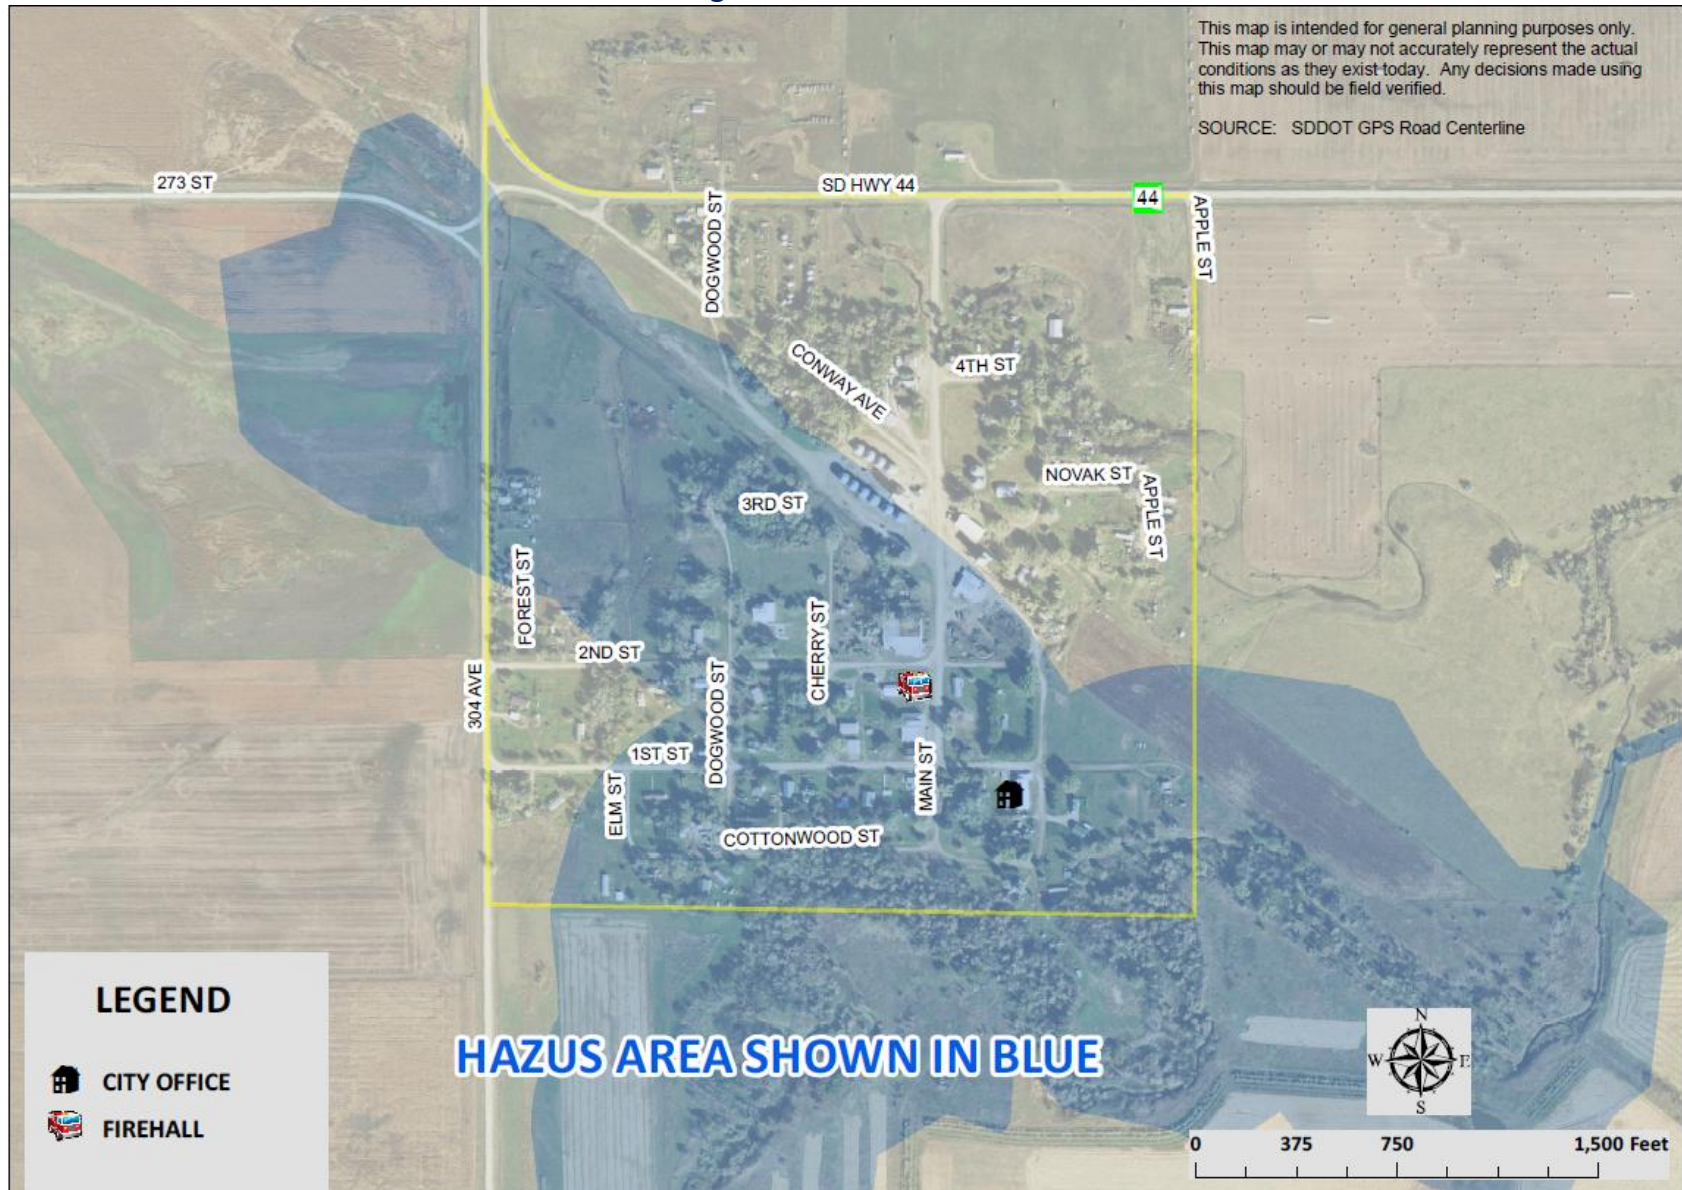 This map is intended for general planning purposes only.
This map may or may not accurately represent the actual
conditions as they exist today. Any decisions made using
this map should be field verified.
SOURCE: SDDOT GPS Road Centerline
273 ST
SD HWY 44
44
DOGWOOD ST
APPLE ST
CONWAY AVE
4TH ST
NOVAK ST
APPLE ST
3RD ST
FOREST ST
CHERRY ST
2ND ST
304 AVE
DOGWOOD ST
1ST ST
MAIN ST
ELM ST
COTTONWOOD ST
LEGEND
CITY OFFICE
FIREHALL
HAZUS AREA SHOWN IN BLUE
N
W E
S
0 375 750 1,500 Feet